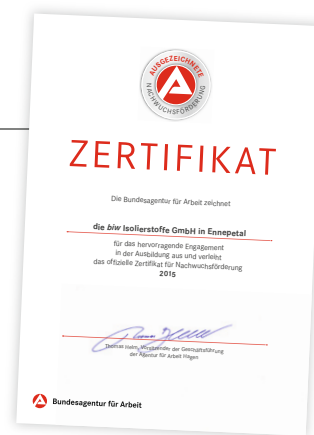 AUSGEZEICHNETE
NACHWUCHSFÖRDERUNG
ZERTIFIKAT
Die Bundesagentur für Arbeit zeichnet
die biw Isolierstoffe GmbH in Ennepetal
für das hervorragende Engagement
in der Ausbildung aus und verleiht
das offizielle Zertifikat für Nachwuchsförderung
2015
Thomas Helm, Vorsitzender der Geschäftsführung
der Agentur für Arbeit Hagen
Bundesagentur für Arbeit